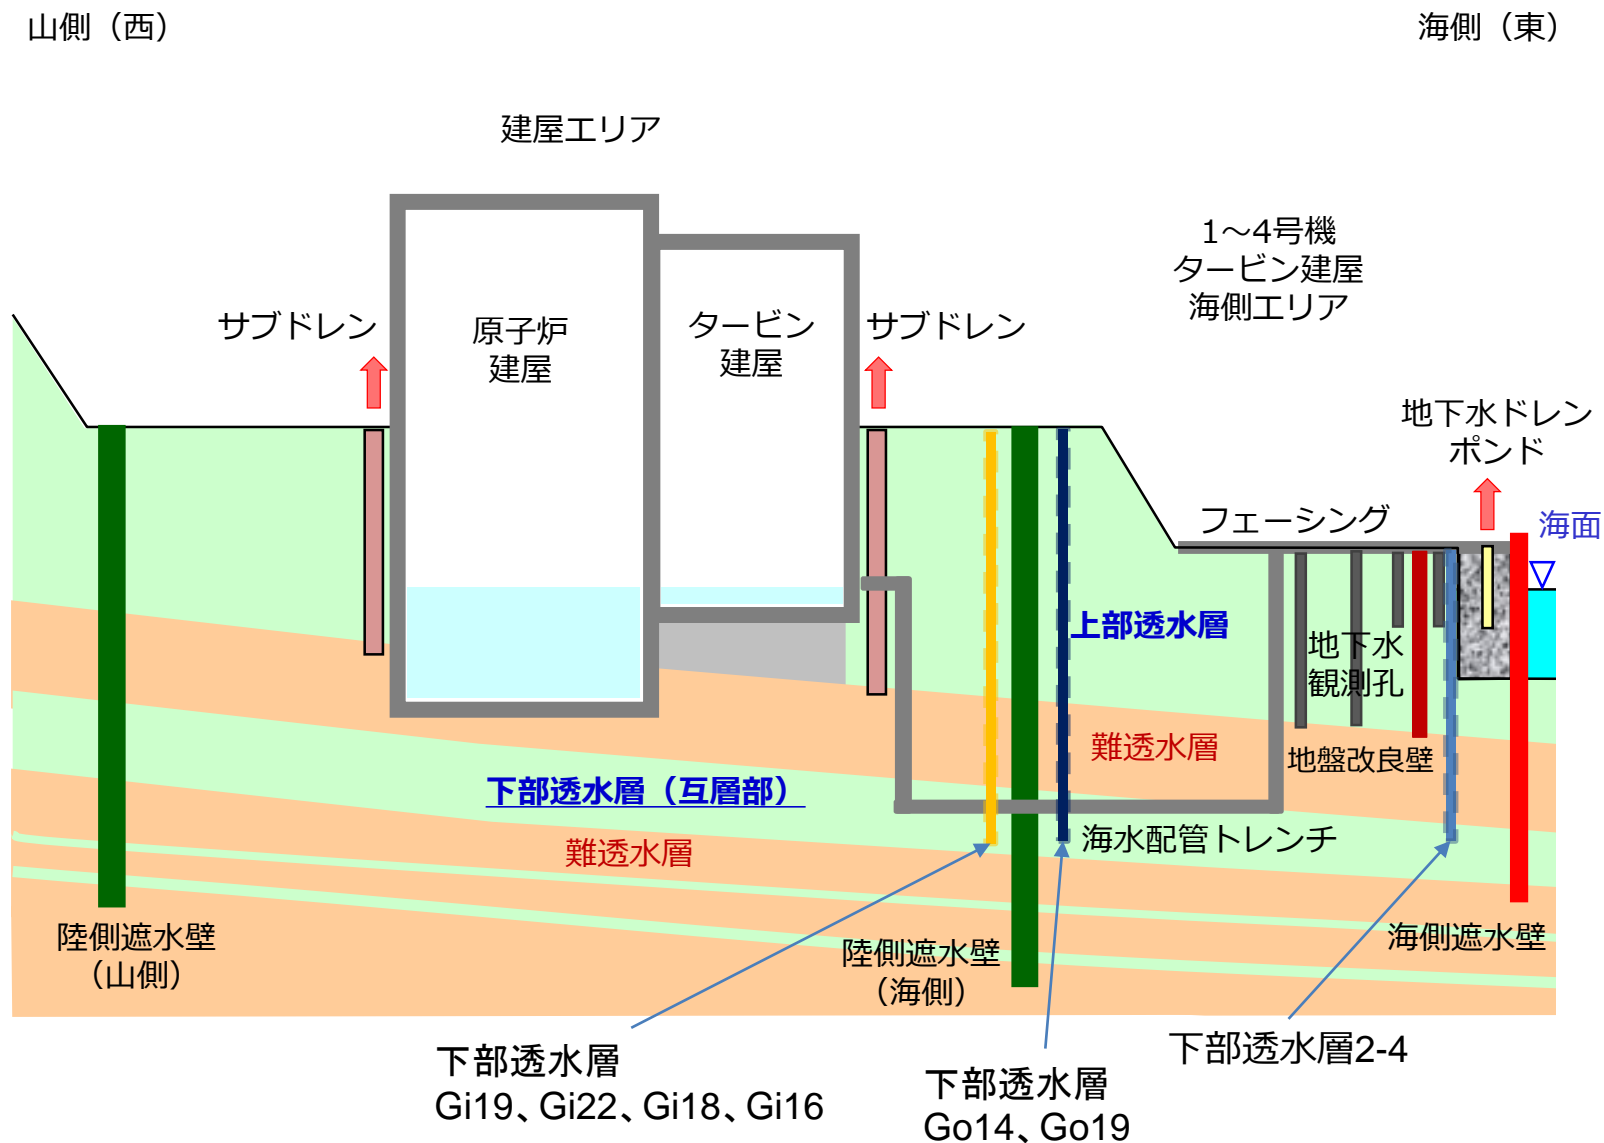 山側（西）
海側（東）
建屋エリア
1～4号機
タービン建屋
海側エリア
サブドレン
原子炉
建屋
タービン
建屋
サブドレン
地下水ドレン
ポンド
フェーシング
海面
上部透水層
地下水
観測孔
難透水層
地盤改良壁
下部透水層（互層部）
海水配管トレンチ
難透水層
陸側遮水壁
（山側）
陸側遮水壁
（海側）
海側遮水壁
下部透水層
Gi19、Gi22、Gi18、Gi16
下部透水層
Go14、Go19
下部透水層2-4